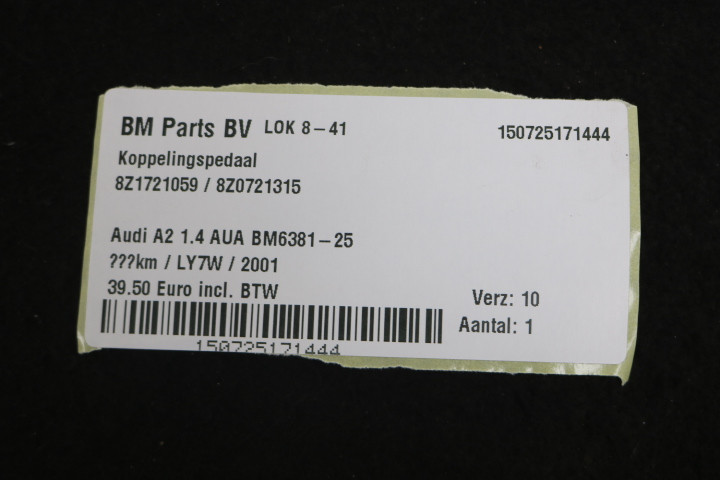 BM Parts BV LOK 8-41 150725171444
Koppelingspedaal
8Z1721059 / 8Z0721315
Audi A2 1.4 AUA BM6381-25
???km / LY7W / 2001
39.50 Euro incl. BTW
Verz: 10
Aantal: 1
150725171444